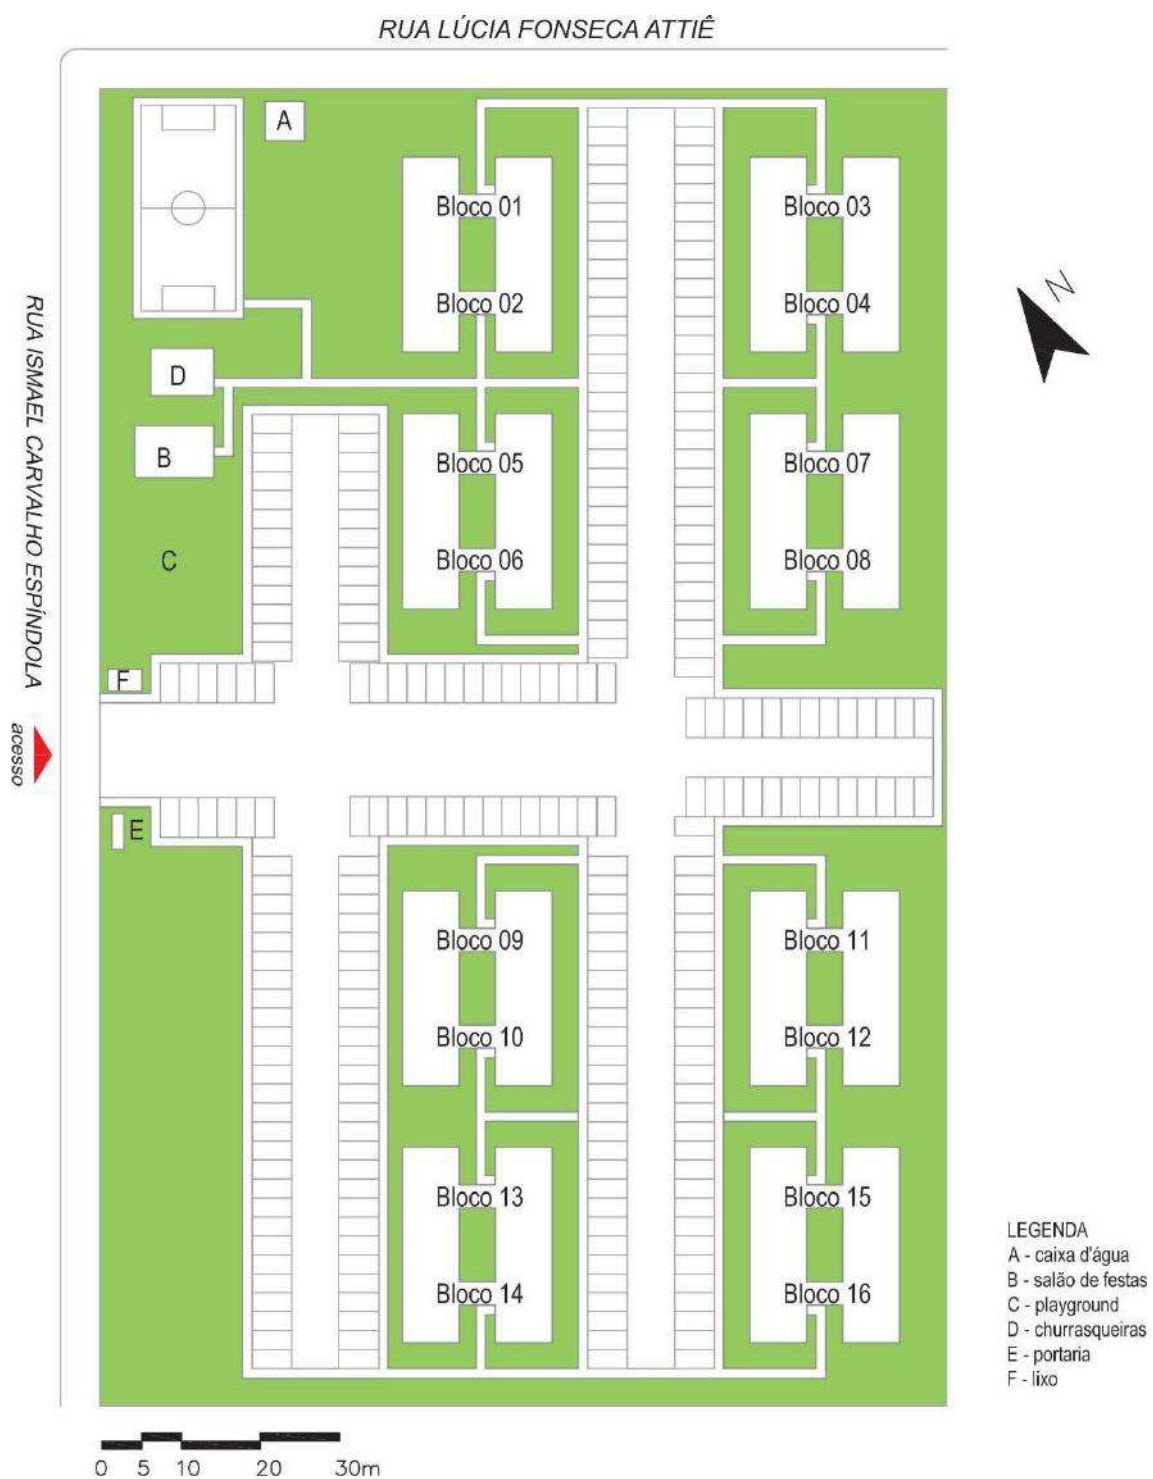 RUA LÚCIA FONSECA ATTIÊ
A
Bloco 01
Bloco 03
Bloco 02
Bloco 04
N
RUA ISMAEL CARVALHO ESPÍNDOLA
D
B
Bloco 05
Bloco 07
C
Bloco 06
Bloco 08
F
acesso
E
Bloco 09
Bloco 11
Bloco 10
Bloco 12
Bloco 13
Bloco 15
Bloco 14
Bloco 16
LEGENDA
A - caixa d'água
B - salão de festas
C - playground
D - churrasqueiras
E - portaria
F - lixo
0 5 10 20 30m